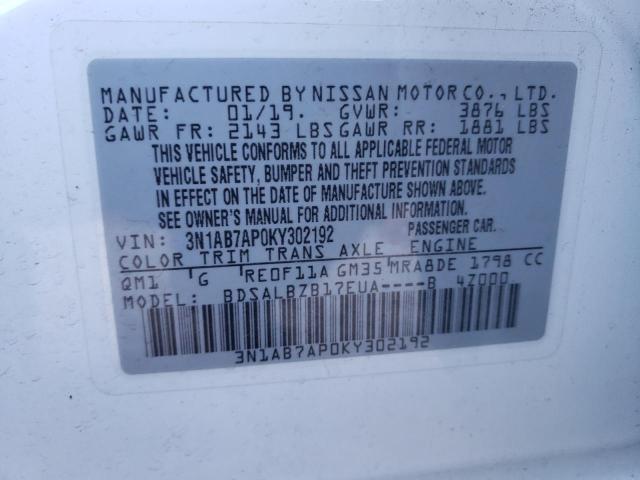 MANUFACTURED BY NISSAN MOTOR CO., LTD.
DATE: 01/19. GVWR: 3876 LBS
GAWR FR: 2143 LBS GAWR RR: 1881 LBS
THIS VEHICLE CONFORMS TO ALL APPLICABLE FEDERAL MOTOR
VEHICLE SAFETY, BUMPER AND THEFT PREVENTION STANDARDS
IN EFFECT ON THE DATE OF MANUFACTURE SHOWN ABOVE.
SEE OWNER'S MANUAL FOR ADDITIONAL INFORMATION.
VIN: 3N1AB7AP0KY302192 PASSENGER CAR.
COLOR TRIM TRANS AXLE ENGINE
QM1 G RE0F11A GM35 MRA8DE 1798 CC
MODEL: BDSALBZB17EUA----B 4Z000
3N1AB7AP0KY302192